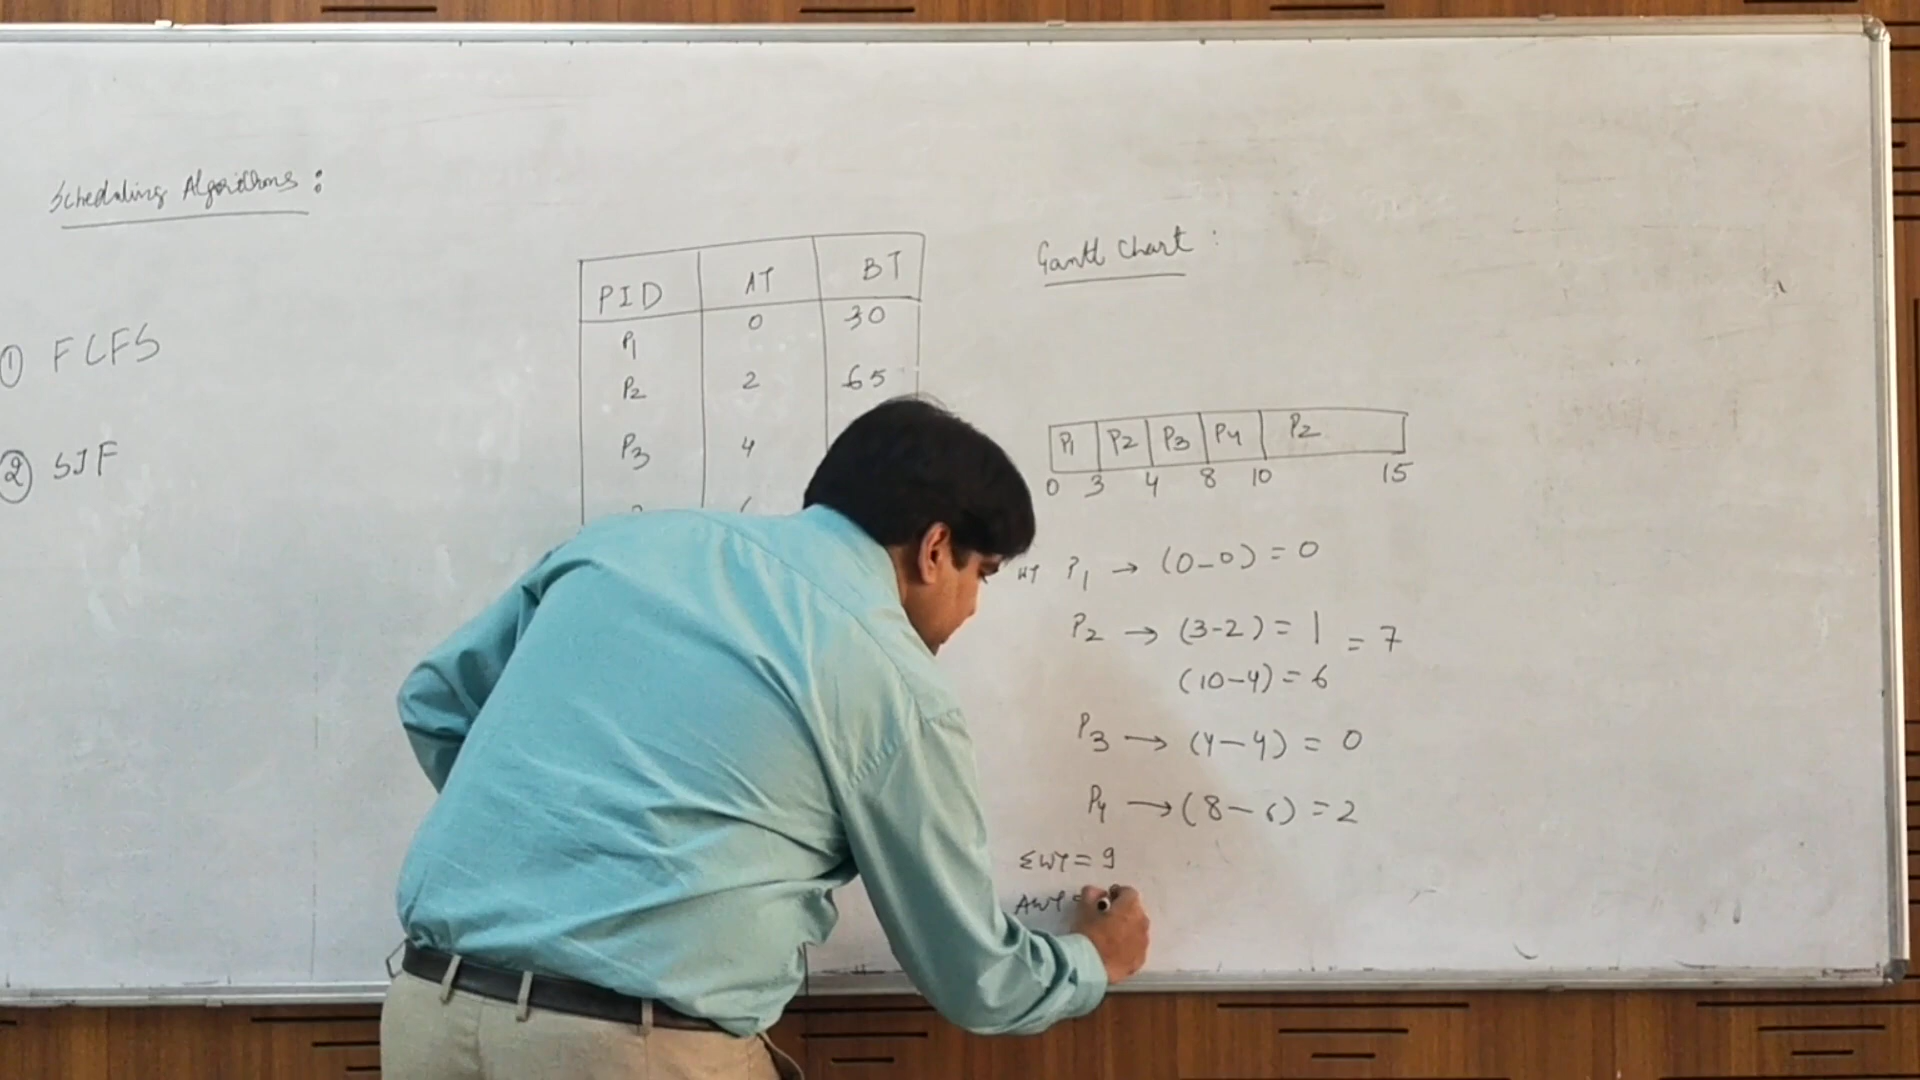 Scheduling Algorithms :
① FCFS
② SJF
PID AT BT
P1 0 30
P2 2 65
P3 4
Gantt Chart :
P1 P2 P3 P4 P2
0 3 4 8 10 15
WT P1 → (0-0) = 0
P2 → (3-2) = 1 = 7
(10-4) = 6
P3 → (4-4) = 0
P4 → (8-6) = 2
ΣWT = 9
AWT =